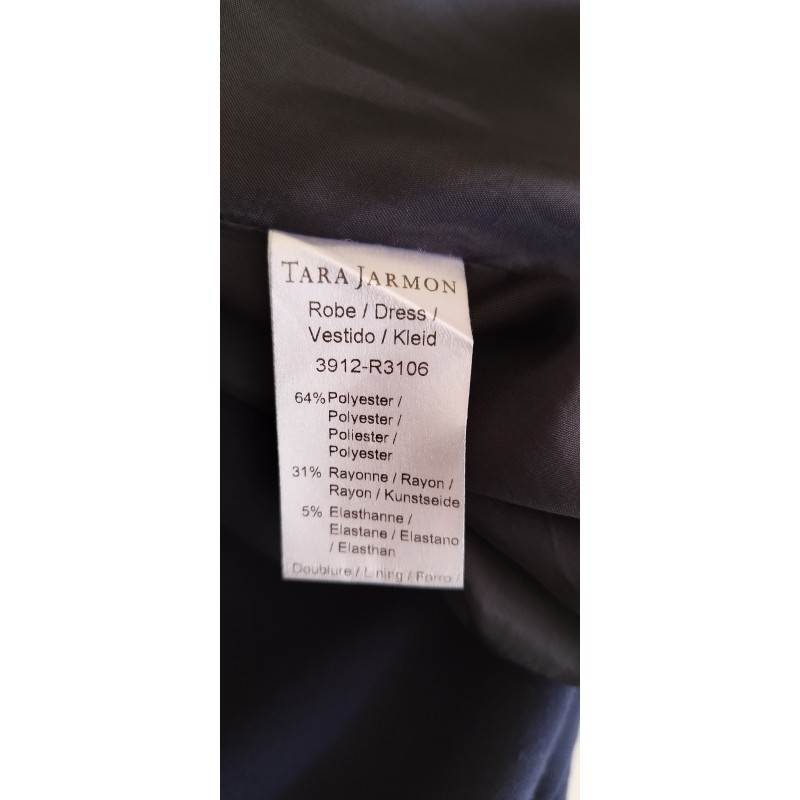 TARA JARMON
Robe / Dress /
Vestido / Kleid
3912-R3106
64% Polyester /
Polyester /
Poliester /
Polyester
31% Rayonne / Rayon /
Rayon / Kunstseide
5% Elasthanne /
Elastane / Elastano
/ Elasthan
Doublure / Lining / Forro /